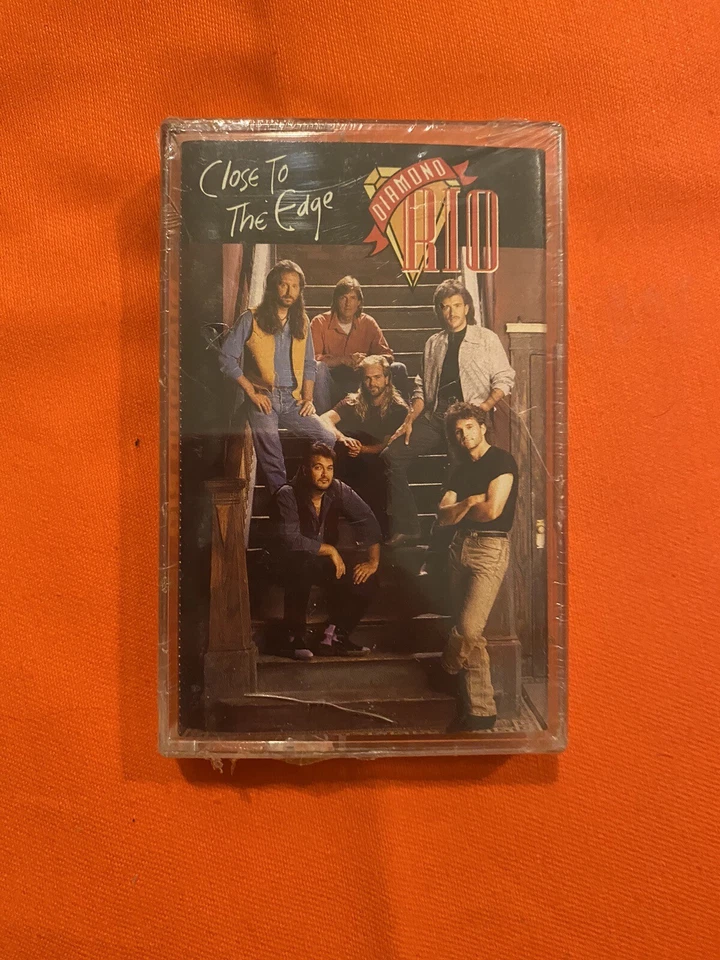 Close To
The Edge
DIAMOND
RIO